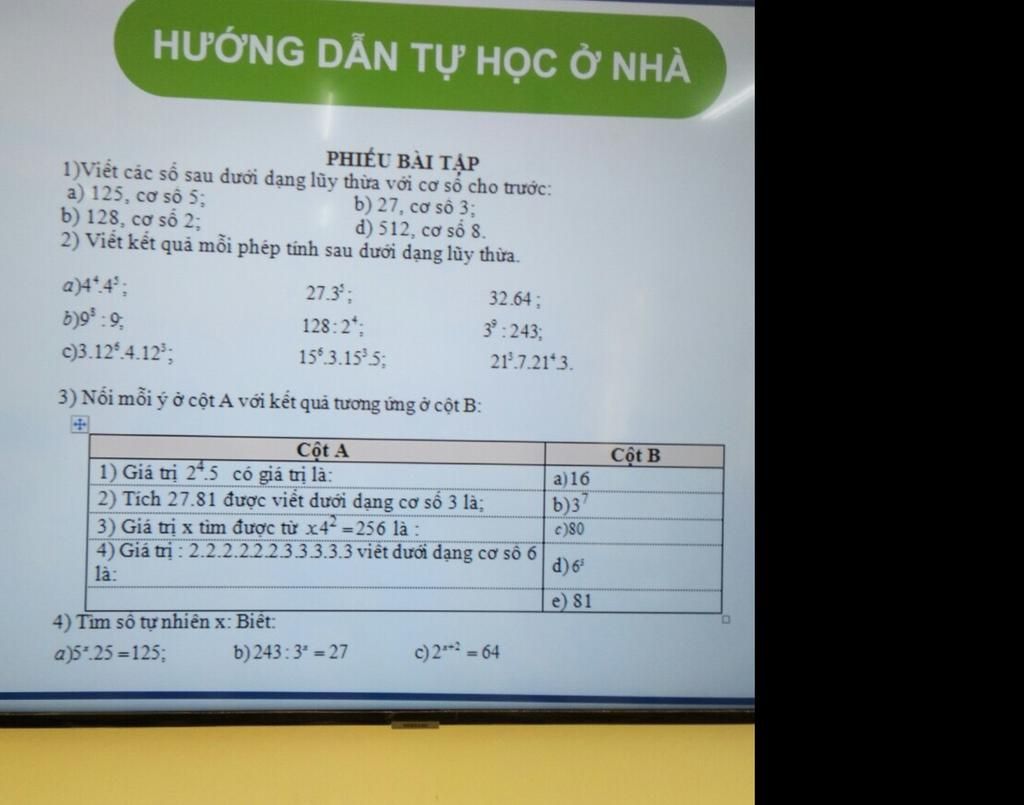 HƯỚNG DẪN TỰ HỌC Ở NHÀ
PHIẾU BÀI TẬP
1)Viết các số sau dưới dạng lũy thừa với cơ số cho trước:
a) 125, cơ số 5; b) 27, cơ số 3;
b) 128, cơ số 2; d) 512, cơ số 8.
2) Viết kết quả mỗi phép tính sau dưới dạng lũy thừa.
a)4⁴.4⁵; 27.3⁵; 32.64;
b)9⁸ : 9; 128:2⁴; 3⁹ : 243;
c)3.12⁶.4.12³; 15⁶.3.15³.5; 21³.7.21⁴.3.
3) Nối mỗi ý ở cột A với kết quả tương ứng ở cột B:
Cột A Cột B
1) Giá trị 2⁴.5 có giá trị là: a)16
2) Tích 27.81 được viết dưới dạng cơ số 3 là; b)3⁷
3) Giá trị x tìm được từ x4² =256 là : c)80
4) Giá trị : 2.2.2.2.2.3.3.3.3.3 viết dưới dạng cơ số 6
là: d)6⁵
e) 81
4) Tìm số tự nhiên x: Biết:
a)5ˣ.25 =125; b)243:3ˣ = 27 c)2ˣ⁺² = 64